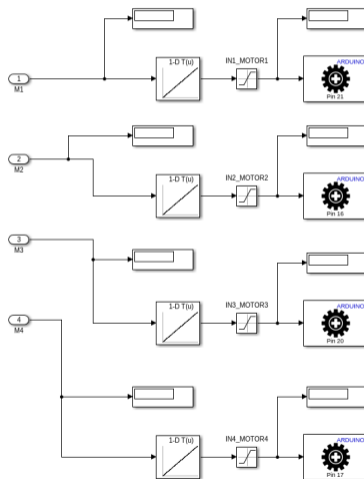 1-D T(u)
IN1_MOTOR1
ARDUINO
1
M1
Pin 21
2
M2
1-D T(u)
IN2_MOTOR2
ARDUINO
Pin 16
3
M3
1-D T(u)
IN3_MOTOR3
ARDUINO
Pin 20
4
M4
1-D T(u)
IN4_MOTOR4
ARDUINO
Pin 17